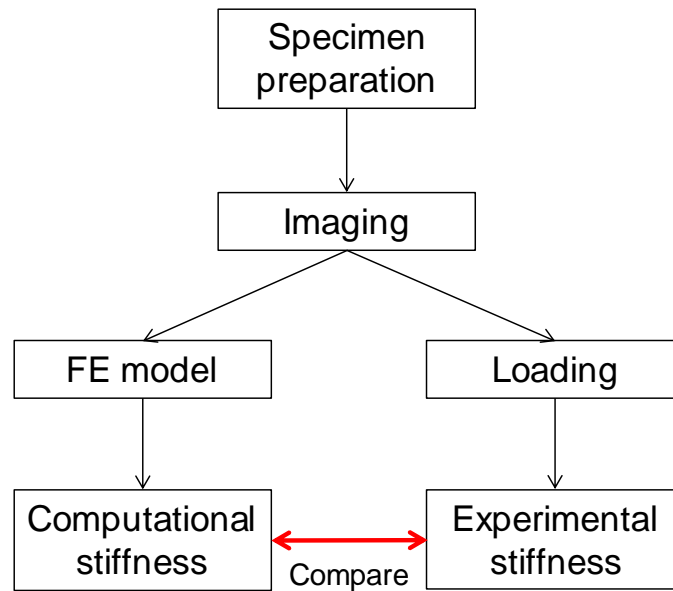 Specimen
preparation
Imaging
FE model
Loading
Computational
stiffness
Experimental
stiffness
Compare